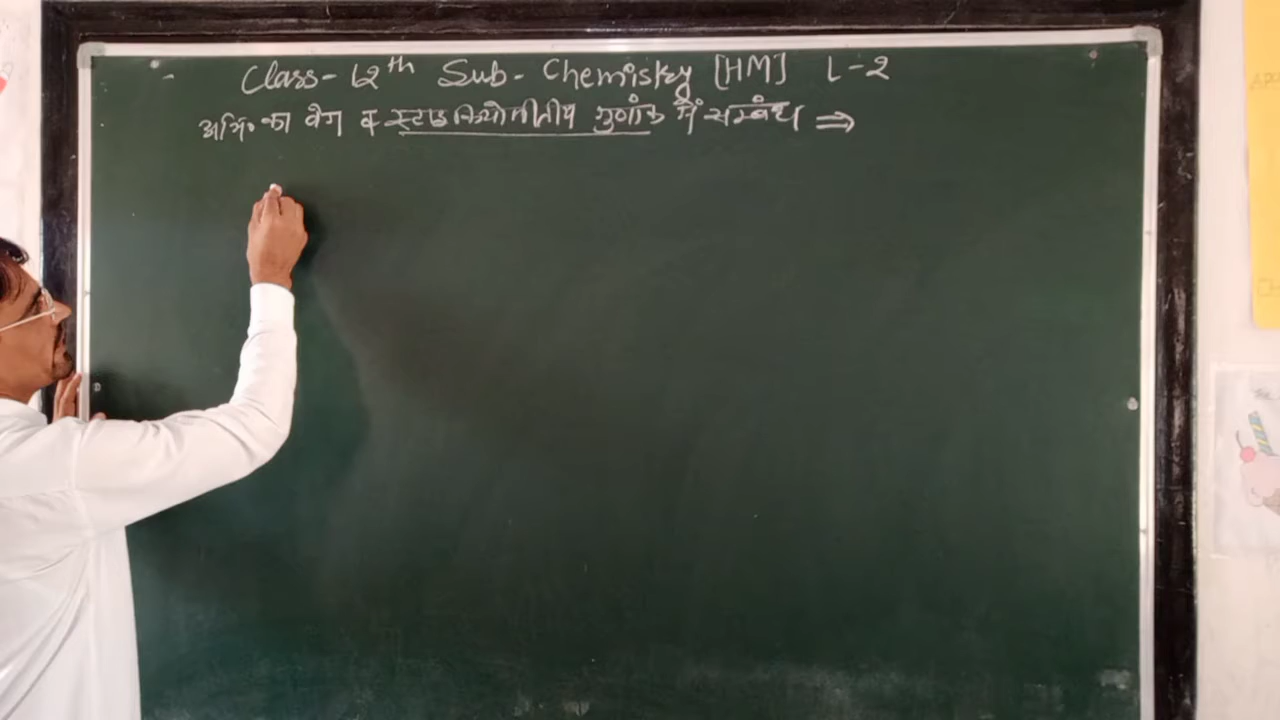 Class- 12th Sub- Chemistry [HM] L-2
अभि० का वेग व स्टाइकियोमीतीय गुणांक में सम्बंध ⇒